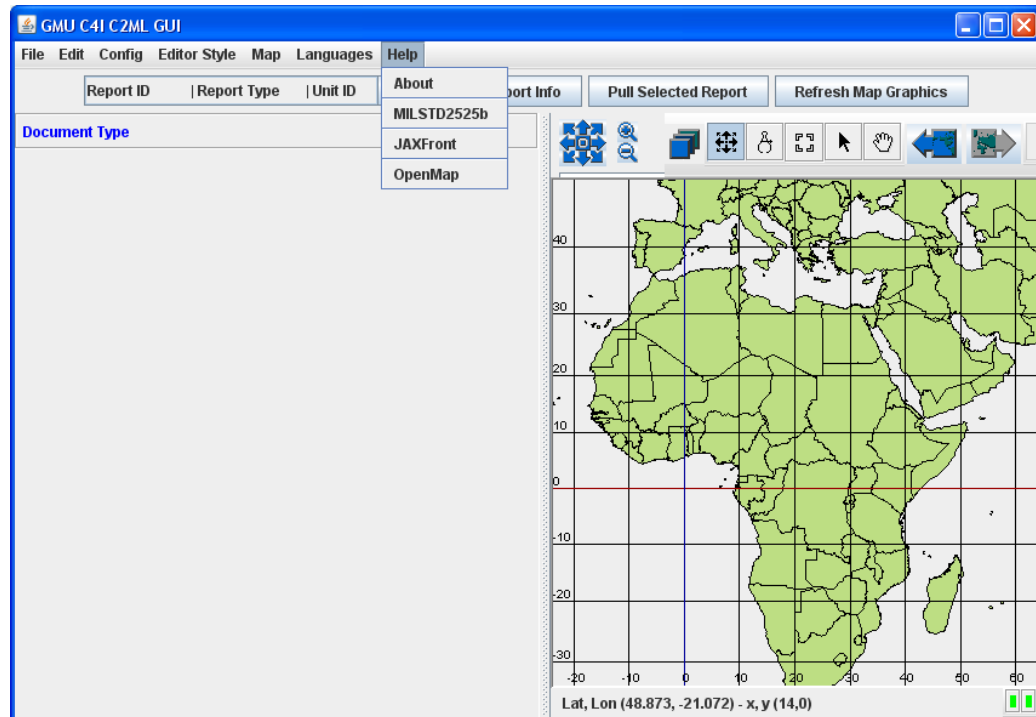 GMU C4I C2ML GUI
File Edit Config Editor Style Map Languages Help
Report ID | Report Type | Unit ID port Info Pull Selected Report Refresh Map Graphics
About
MILSTD2525b
JAXFront
OpenMap
Document Type
40
30
20
10
0
-10
-20
-30
-20 -10 0 10 20 30 40 50 60
Lat, Lon (48.873, -21.072) - x, y (14,0)